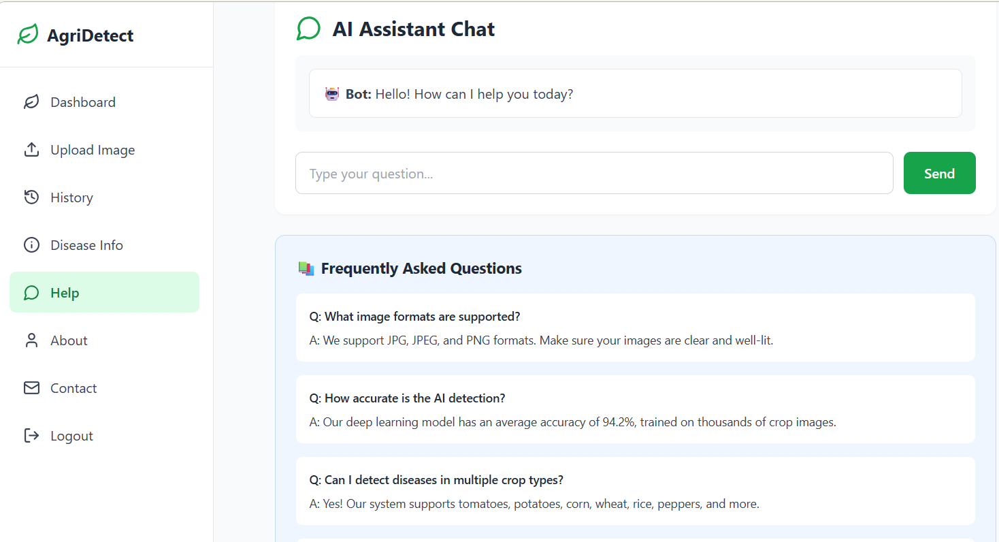 AgriDetect
Dashboard
Upload Image
History
Disease Info
Help
About
Contact
Logout
AI Assistant Chat
Bot: Hello! How can I help you today?
Type your question...
Send
Frequently Asked Questions
Q: What image formats are supported?
A: We support JPG, JPEG, and PNG formats. Make sure your images are clear and well-lit.
Q: How accurate is the AI detection?
A: Our deep learning model has an average accuracy of 94.2%, trained on thousands of crop images.
Q: Can I detect diseases in multiple crop types?
A: Yes! Our system supports tomatoes, potatoes, corn, wheat, rice, peppers, and more.